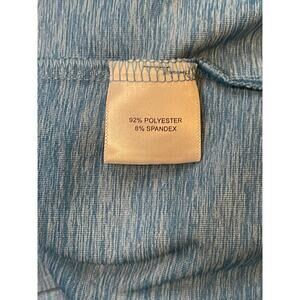 92% POLYESTER
8% SPANDEX